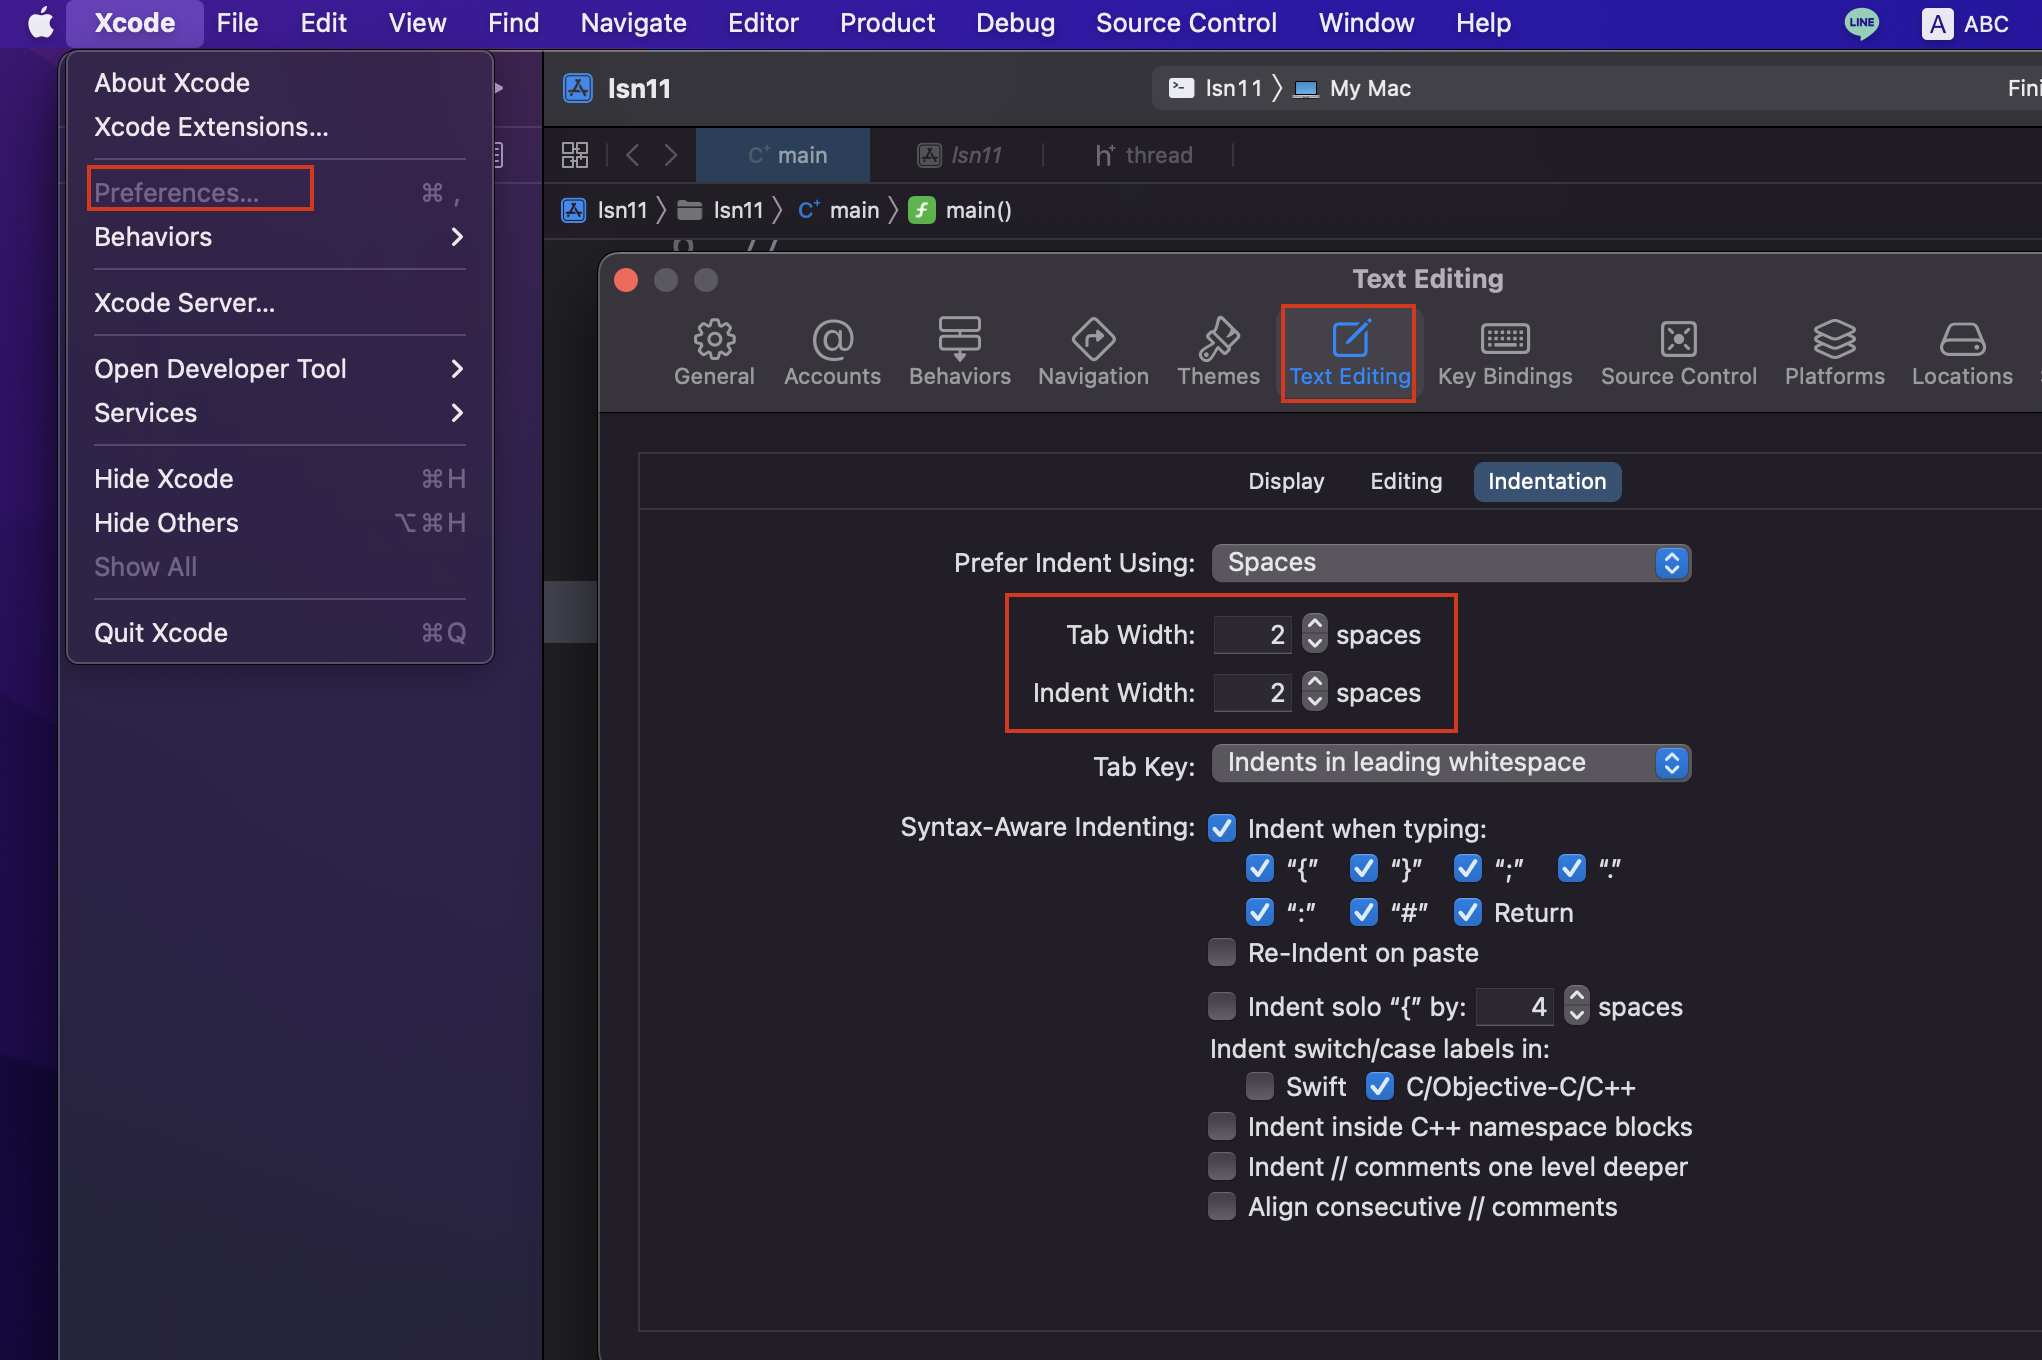 Xcode File Edit View Find Navigate Editor Product Debug Source Control Window Help LINE A ABC
About Xcode
Xcode Extensions...
Preferences... ⌘ ,
Behaviors
Xcode Server...
Open Developer Tool
Services
Hide Xcode ⌘H
Hide Others ⌥⌘H
Show All
Quit Xcode ⌘Q
lsn11
lsn11 〉 My Mac
C+ main lsn11 h+ thread
lsn11 〉 lsn11 〉 C+ main 〉 f main()
//
Text Editing
General Accounts Behaviors Navigation Themes Text Editing Key Bindings Source Control Platforms Locations
Display Editing Indentation
Prefer Indent Using: Spaces
Tab Width: 2 spaces
Indent Width: 2 spaces
Tab Key: Indents in leading whitespace
Syntax-Aware Indenting: Indent when typing:
“{” “}” “;” “.”
“:” “#” Return
Re-Indent on paste
Indent solo “{” by: 4 spaces
Indent switch/case labels in:
Swift C/Objective-C/C++
Indent inside C++ namespace blocks
Indent // comments one level deeper
Align consecutive // comments